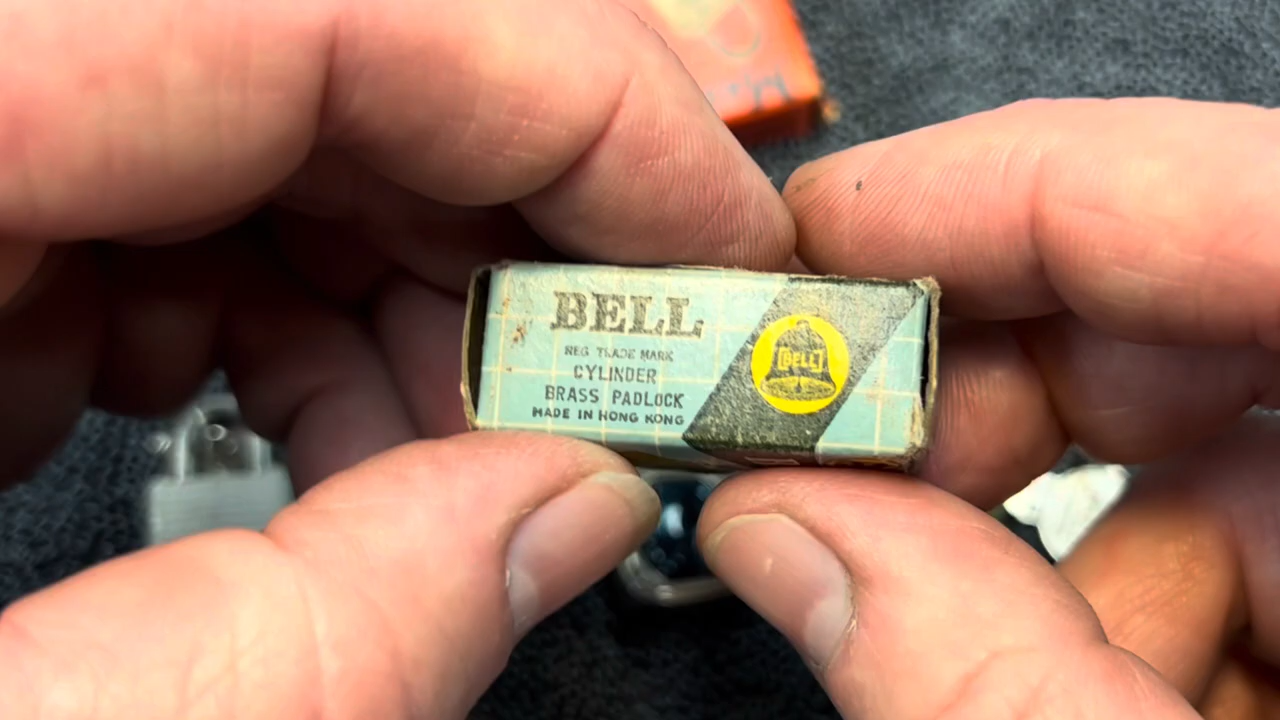 BELL
REG TRADE MARK
CYLINDER
BRASS PADLOCK
MADE IN HONG KONG
[BELL]